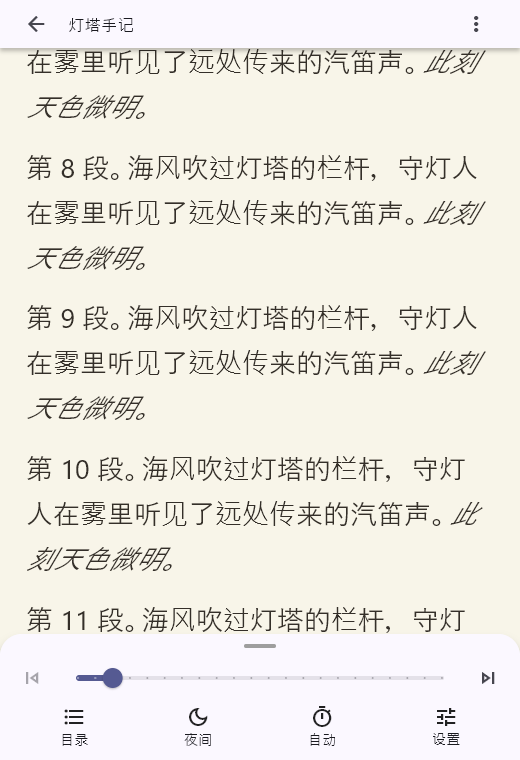 灯塔手记
在雾里听见了远处传来的汽笛声。此刻
天色微明。
第 8 段。海风吹过灯塔的栏杆，守灯人
在雾里听见了远处传来的汽笛声。此刻
天色微明。
第 9 段。海风吹过灯塔的栏杆，守灯人
在雾里听见了远处传来的汽笛声。此刻
天色微明。
第 10 段。海风吹过灯塔的栏杆，守灯
人在雾里听见了远处传来的汽笛声。此
刻天色微明。
第 11 段。海风吹过灯塔的栏杆，守灯
目录
夜间
自动
设置